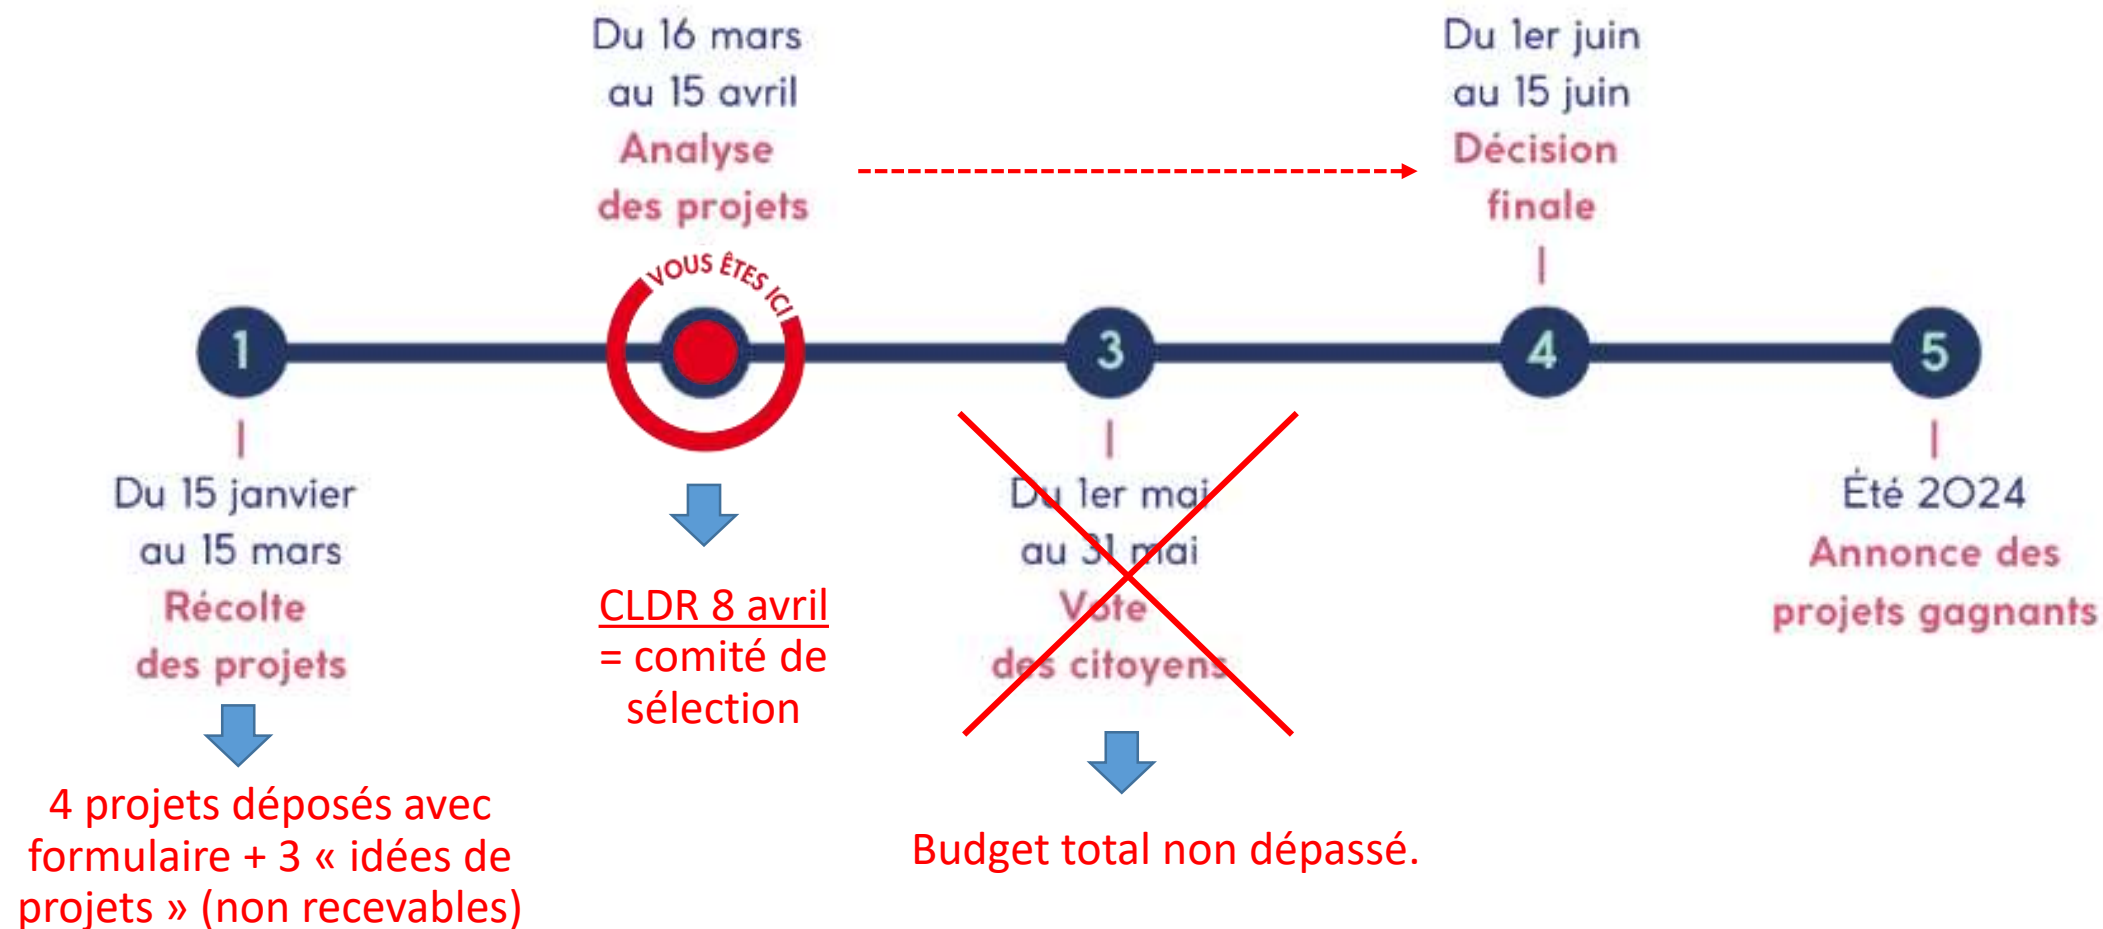 Du 16 mars
au 15 avril
Analyse
des projets
Du 1er juin
au 15 juin
Décision
finale
VOUS ÊTES ICI
1
3
4
5
Du 15 janvier
au 15 mars
Récolte
des projets
4 projets déposés avec
formulaire + 3 « idées de
projets » (non recevables)
CLDR 8 avril
= comité de
sélection
Du 1er mai
au 31 mai
Vote
des citoyens
Budget total non dépassé.
Été 2024
Annonce des
projets gagnants